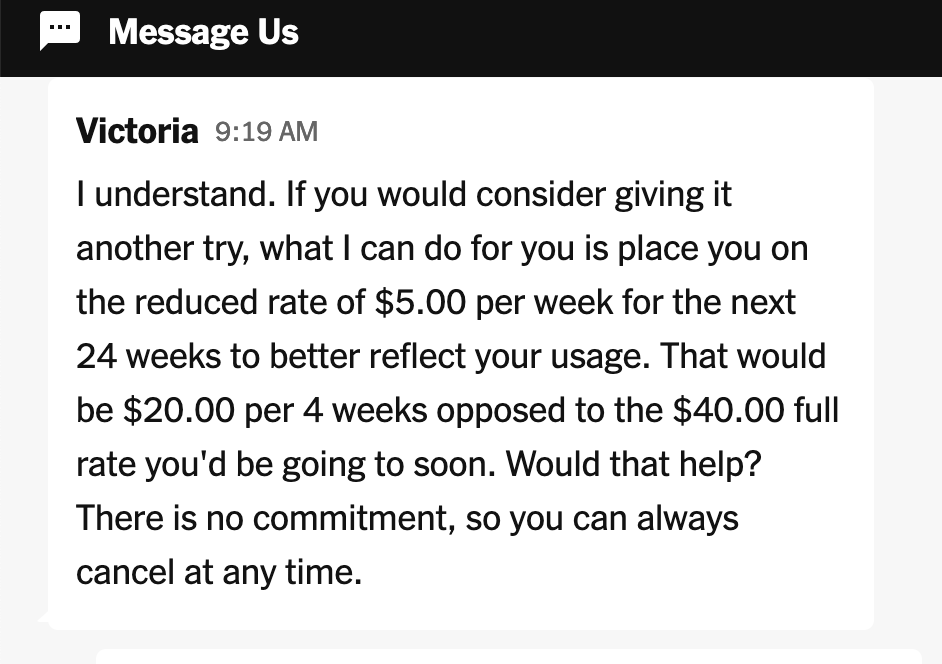 Message Us
Victoria 9:19 AM
I understand. If you would consider giving it
another try, what I can do for you is place you on
the reduced rate of $5.00 per week for the next
24 weeks to better reflect your usage. That would
be $20.00 per 4 weeks opposed to the $40.00 full
rate you'd be going to soon. Would that help?
There is no commitment, so you can always
cancel at any time.